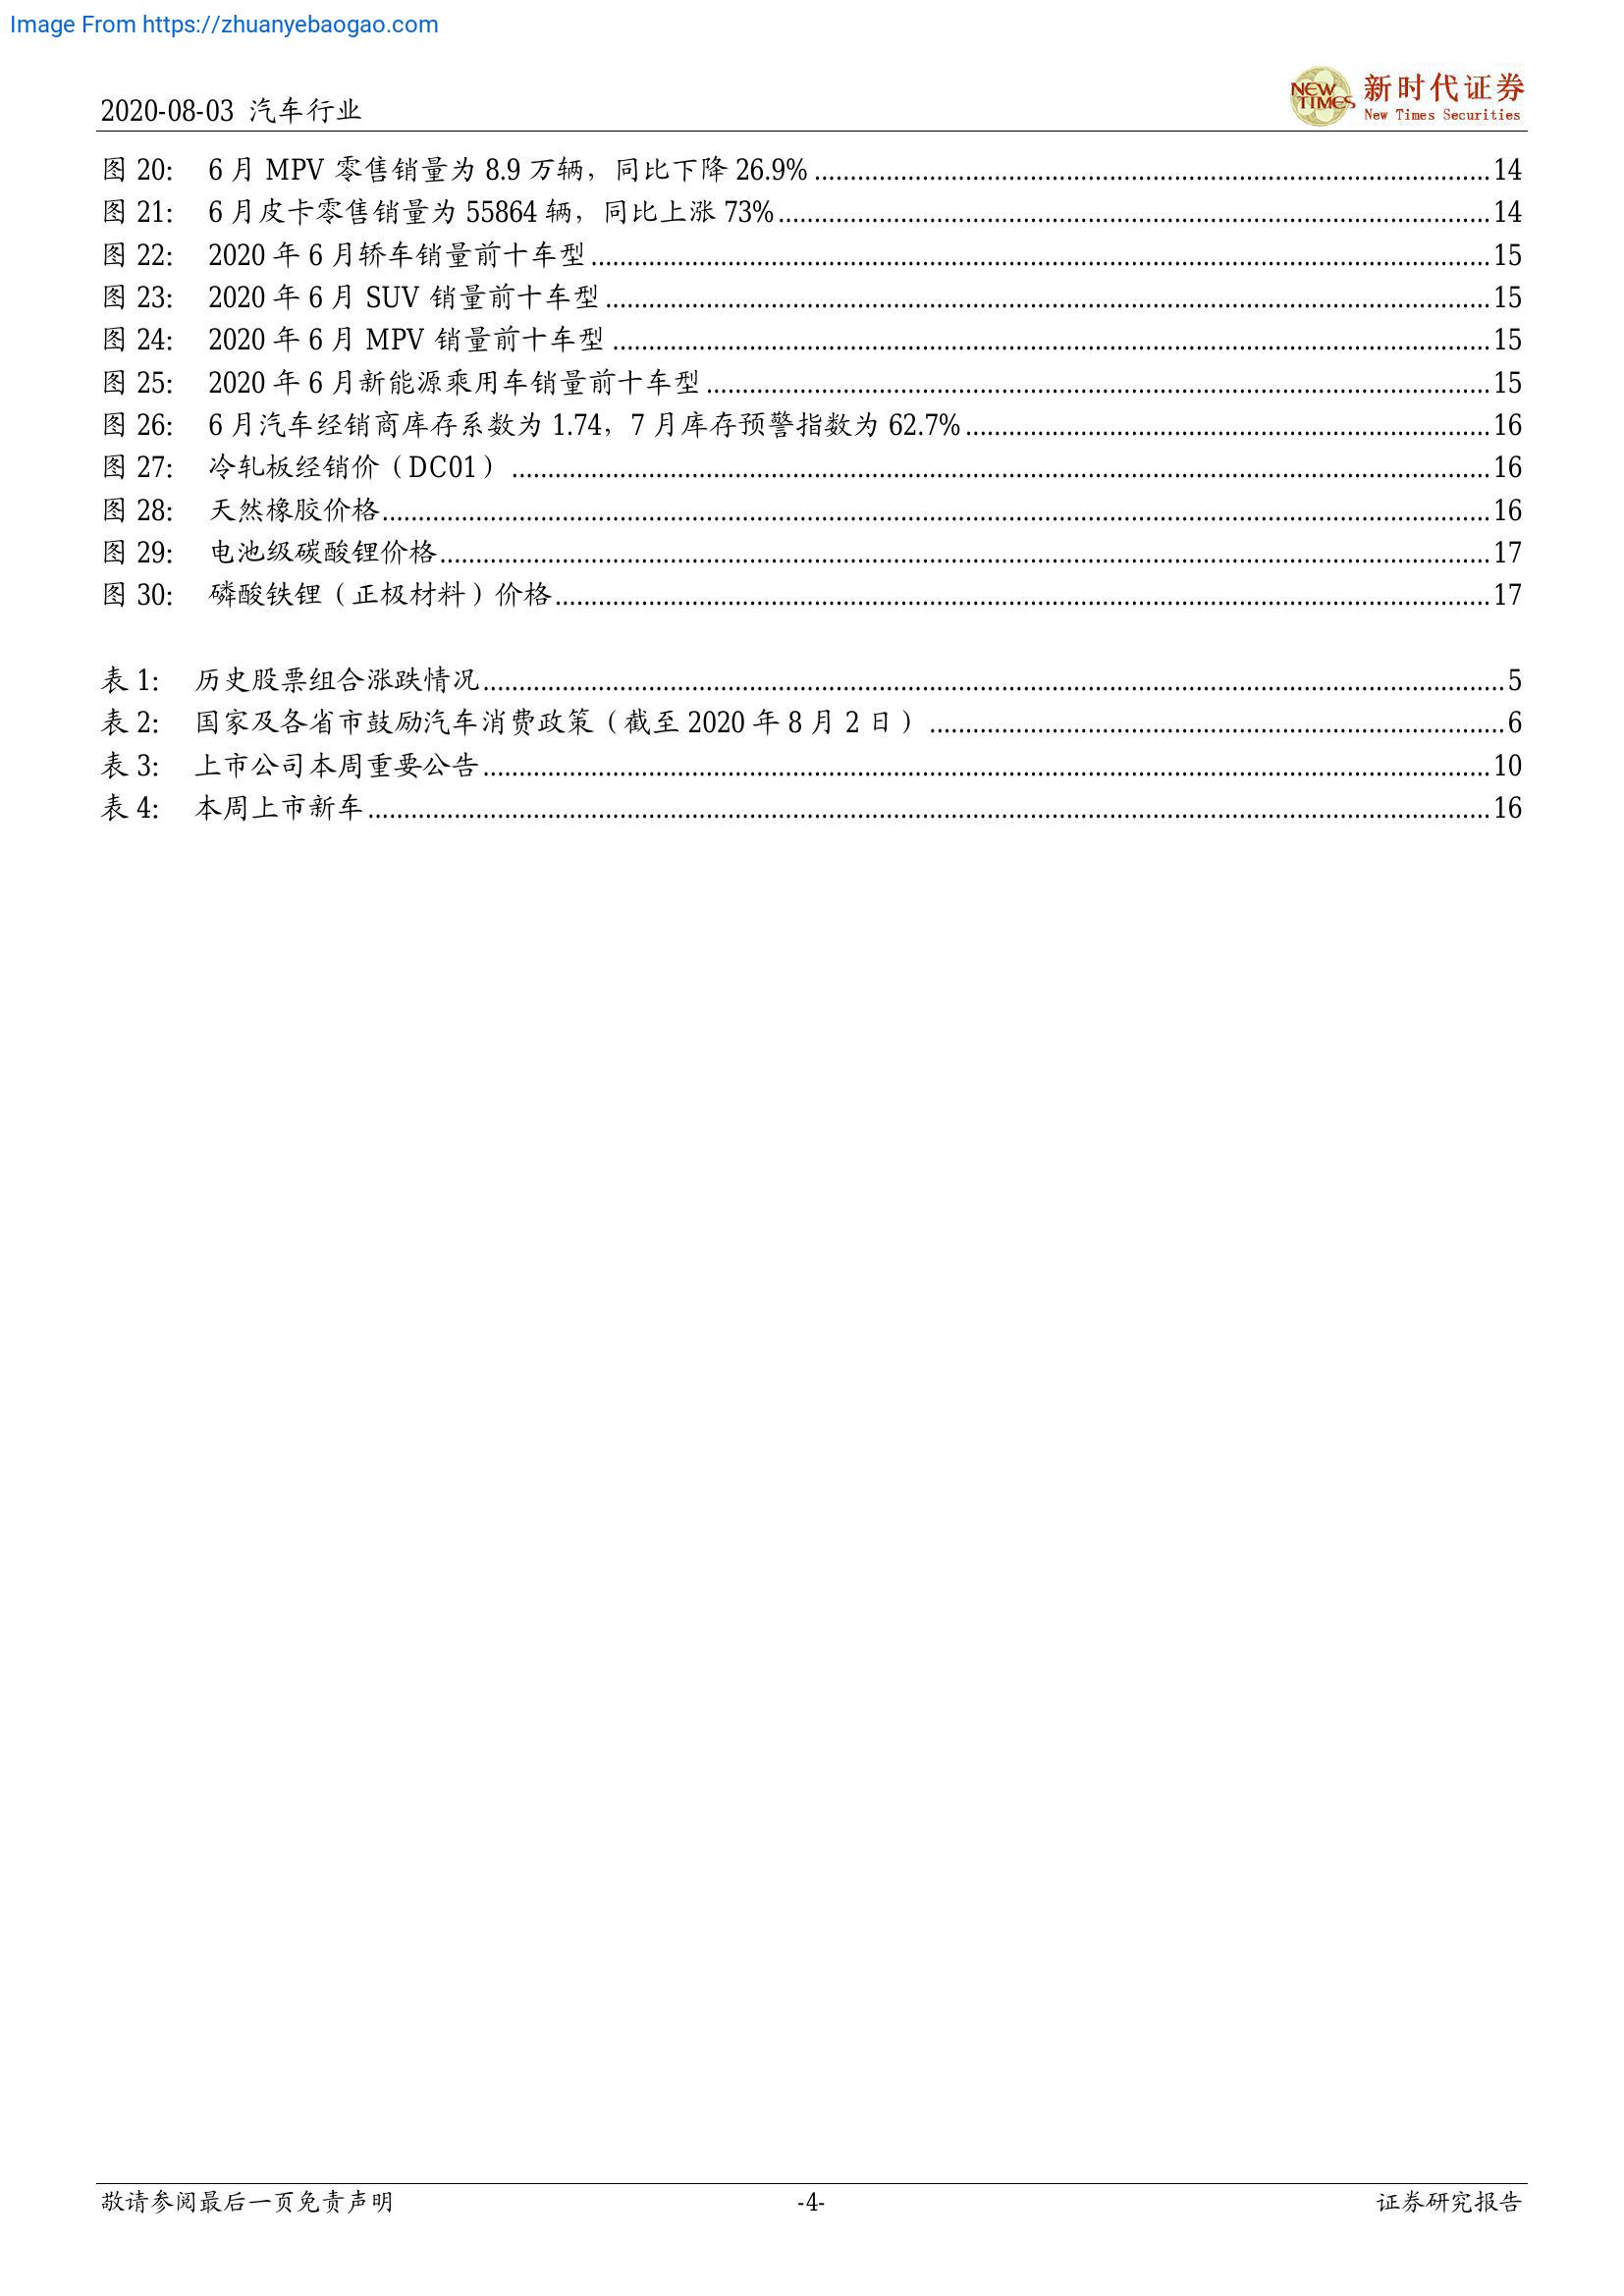 Image From https://zhuanyebaogao.com
2020-08-03 汽车行业
NEW TIMES 新时代证券
New Times Securities
图 20: 6 月 MPV 零售销量为 8.9 万辆，同比下降 26.9% 14
图 21: 6 月皮卡零售销量为 55864 辆，同比上涨 73% 14
图 22: 2020 年 6 月轿车销量前十车型 15
图 23: 2020 年 6 月 SUV 销量前十车型 15
图 24: 2020 年 6 月 MPV 销量前十车型 15
图 25: 2020 年 6 月新能源乘用车销量前十车型 15
图 26: 6 月汽车经销商库存系数为 1.74，7 月库存预警指数为 62.7% 16
图 27: 冷轧板经销价（DC01） 16
图 28: 天然橡胶价格 16
图 29: 电池级碳酸锂价格 17
图 30: 磷酸铁锂（正极材料）价格 17
表 1: 历史股票组合涨跌情况 5
表 2: 国家及各省市鼓励汽车消费政策（截至 2020 年 8 月 2 日） 6
表 3: 上市公司本周重要公告 10
表 4: 本周上市新车 16
敬请参阅最后一页免责声明 -4- 证券研究报告